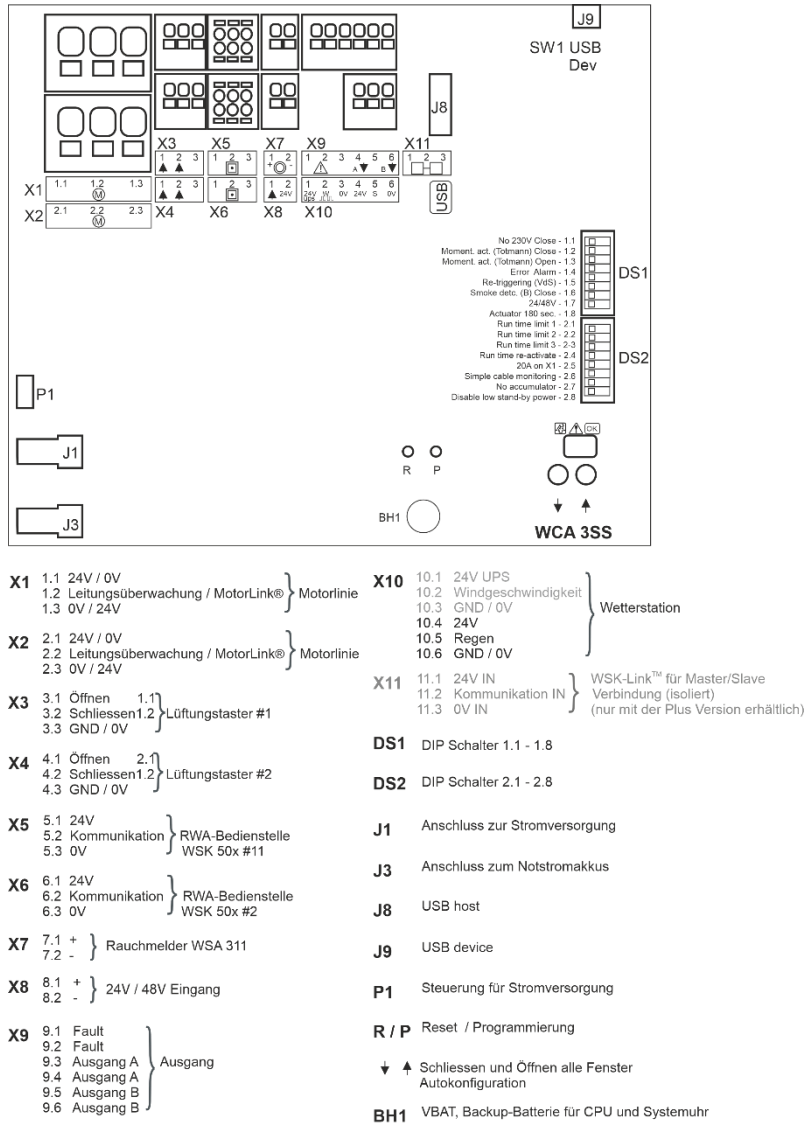 J9
SW1 USB
Dev
J8
X3 X5 X7 X9 X11
1 2 3 1 2 3 1 2 1 2 3 4 5 6 1 2 3
+ - A B
X1 1.1 1.2 1.3
M
X2 2.1 2.2 2.3
M
1 2 3 1 2 3 1 2 1 2 3 4 5 6
24V 24V W 0V 24V S 0V
ups
X4 X6 X8 X10
USB
No 230V Close - 1.1
Moment. act. (Totmann) Close - 1.2
Moment. act. (Totmann) Open - 1.3
Error Alarm - 1.4
Re-triggering (VdS) - 1.5
Smoke detc. (B) Close - 1.6
24/48V - 1.7
Actuator 180 sec. - 1.8
DS1
Run time limit 1 - 2.1
Run time limit 2 - 2.2
Run time limit 3 - 2-3
Run time re-activate - 2.4
20A on X1 - 2.5
Simple cable monitoring - 2.6
No accumulator - 2.7
Disable low stand-by power - 2.8
DS2
P1
J1
J3
R P
BH1
OK
WCA 3SS
X1 1.1 24V / 0V
1.2 Leitungsüberwachung / MotorLink® Motorlinie
1.3 0V / 24V
X2 2.1 24V / 0V
2.2 Leitungsüberwachung / MotorLink® Motorlinie
2.3 0V / 24V
X3 3.1 Öffnen 1.1
3.2 Schliessen1.2 Lüftungstaster #1
3.3 GND / 0V
X4 4.1 Öffnen 2.1
4.2 Schliessen1.2 Lüftungstaster #2
4.3 GND / 0V
X5 5.1 24V
5.2 Kommunikation RWA-Bedienstelle
5.3 0V WSK 50x #11
X6 6.1 24V
6.2 Kommunikation RWA-Bedienstelle
6.3 0V WSK 50x #2
X7 7.1 +
7.2 - Rauchmelder WSA 311
X8 8.1 +
8.2 - 24V / 48V Eingang
X9 9.1 Fault
9.2 Fault
9.3 Ausgang A Ausgang
9.4 Ausgang A
9.5 Ausgang B
9.6 Ausgang B
X10 10.1 24V UPS
10.2 Windgeschwindigkeit
10.3 GND / 0V Wetterstation
10.4 24V
10.5 Regen
10.6 GND / 0V
X11 11.1 24V IN WSK-Link™ für Master/Slave
11.2 Kommunikation IN Verbindung (isoliert)
11.3 0V IN (nur mit der Plus Version erhältlich)
DS1 DIP Schalter 1.1 - 1.8
DS2 DIP Schalter 2.1 - 2.8
J1 Anschluss zur Stromversorgung
J3 Anschluss zum Notstromakkus
J8 USB host
J9 USB device
P1 Steuerung für Stromversorgung
R / P Reset / Programmierung
Schliessen und Öffnen alle Fenster
Autokonfiguration
BH1 VBAT, Backup-Batterie für CPU und Systemuhr